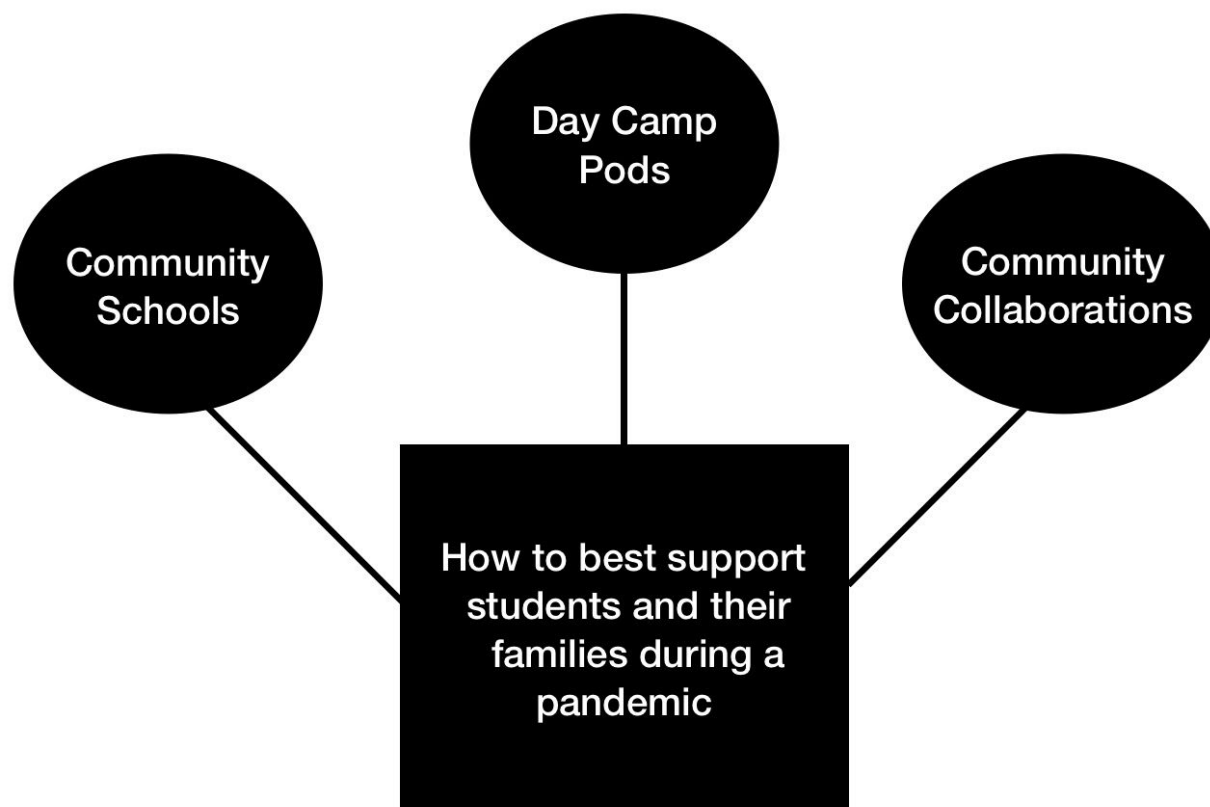 Day Camp
Pods
Community
Schools
Community
Collaborations
How to best support
students and their
families during a
pandemic